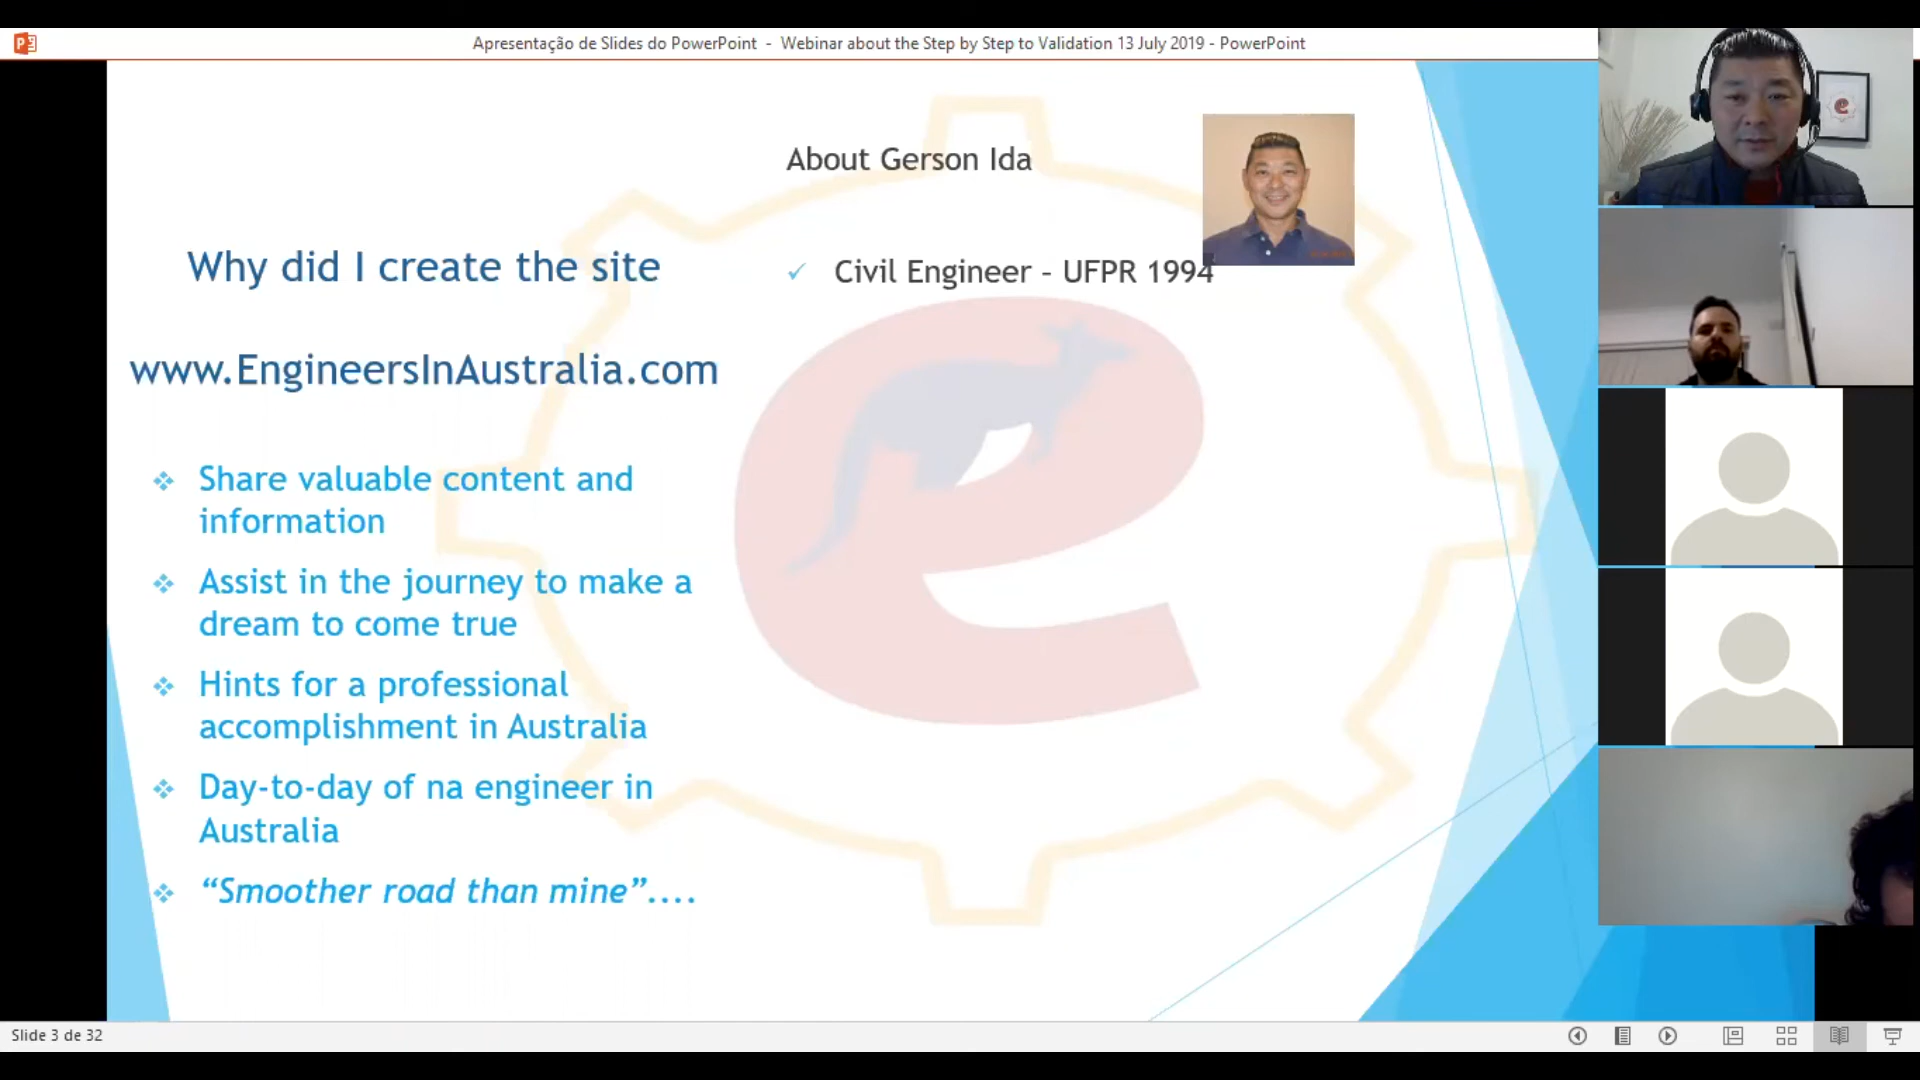 Apresentação de Slides do PowerPoint - Webinar about the Step by Step to Validation 13 July 2019 - PowerPoint
About Gerson Ida
Why did I create the site
✓ Civil Engineer – UFPR 1994
www.EngineersInAustralia.com
❖ Share valuable content and
information
❖ Assist in the journey to make a
dream to come true
❖ Hints for a professional
accomplishment in Australia
❖ Day-to-day of na engineer in
Australia
❖ “Smoother road than mine”....
Slide 3 de 32